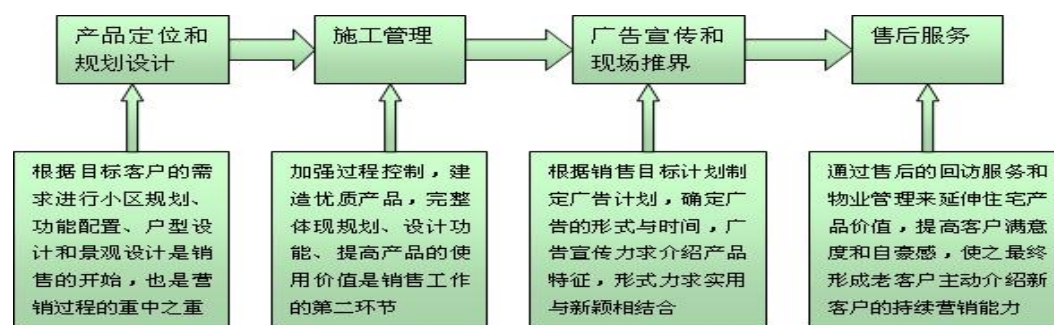 产品定位和
规划设计
施工管理
广告宣传和
现场推界
售后服务
根据目标客户的需
求进行小区规划、
功能配置、户型设
计和景观设计是销
售的开始，也是营
销过程的重中之重
加强过程控制，建
造优质产品，完整
体现规划、设计功
能、提高产品的使
用价值是销售工作
的第二环节
根据销售目标计划制
定广告计划，确定广
告的形式与时间，广
告宣传力求介绍产品
特征，形式力求实用
与新颖相结合
通过售后的回访服务和
物业管理来延伸住宅产
品价值，提高客户满意
度和自豪感，使之最终
形成老客户主动介绍新
客户的持续营销能力